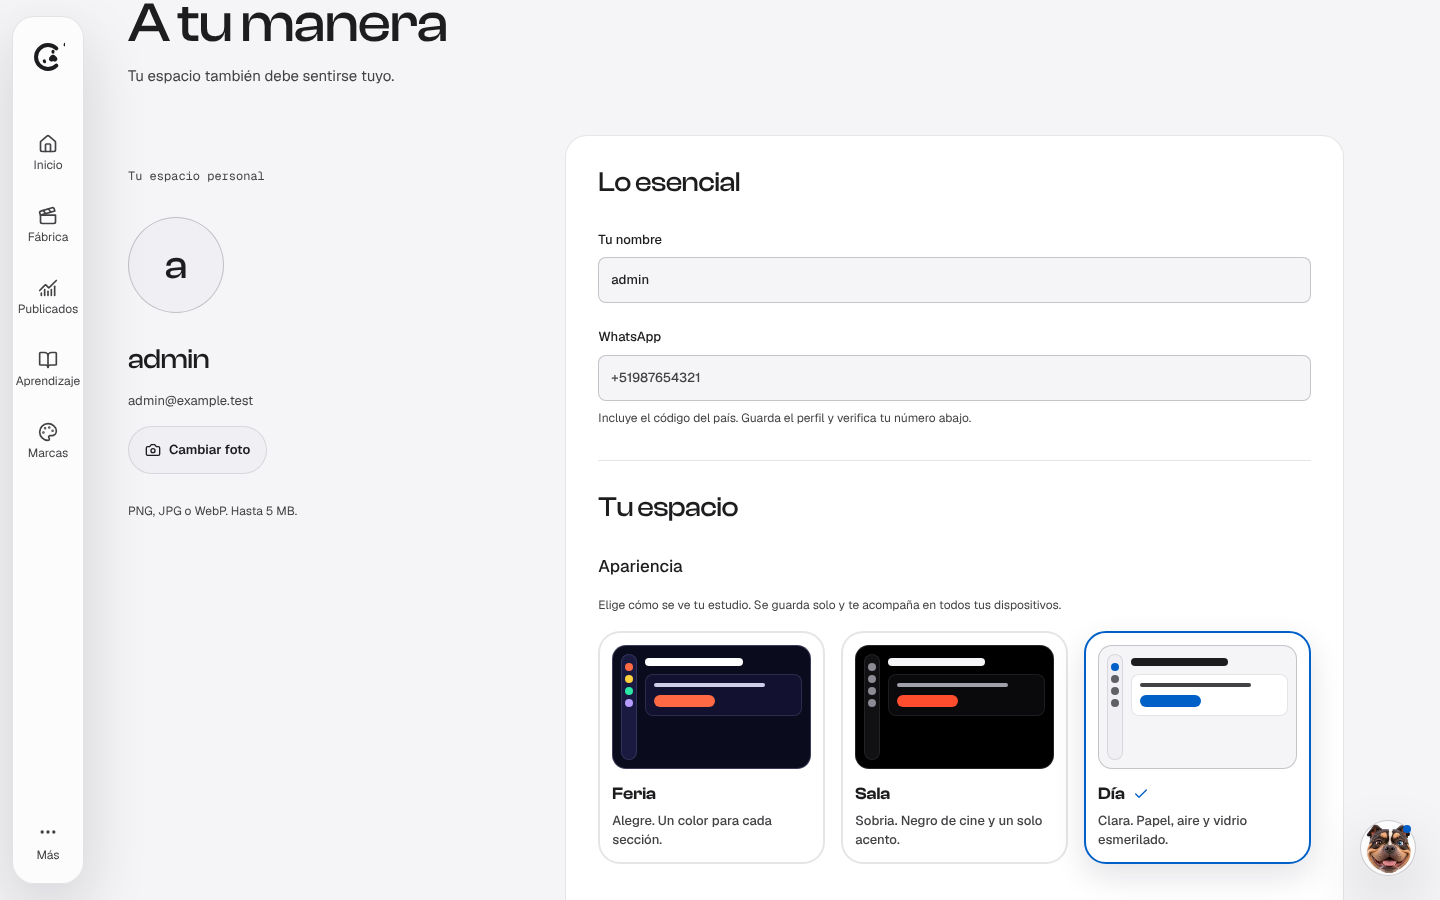 A tu manera
Tu espacio también debe sentirse tuyo.
Inicio
Fábrica
Publicados
Aprendizaje
Marcas
Más
Tu espacio personal
a
admin
admin@example.test
Cambiar foto
PNG, JPG o WebP. Hasta 5 MB.
Lo esencial
Tu nombre
admin
WhatsApp
+51987654321
Incluye el código del país. Guarda el perfil y verifica tu número abajo.
Tu espacio
Apariencia
Elige cómo se ve tu estudio. Se guarda solo y te acompaña en todos tus dispositivos.
Feria
Alegre. Un color para cada
sección.
Sala
Sobria. Negro de cine y un solo
acento.
Día
Clara. Papel, aire y vidrio
esmerilado.